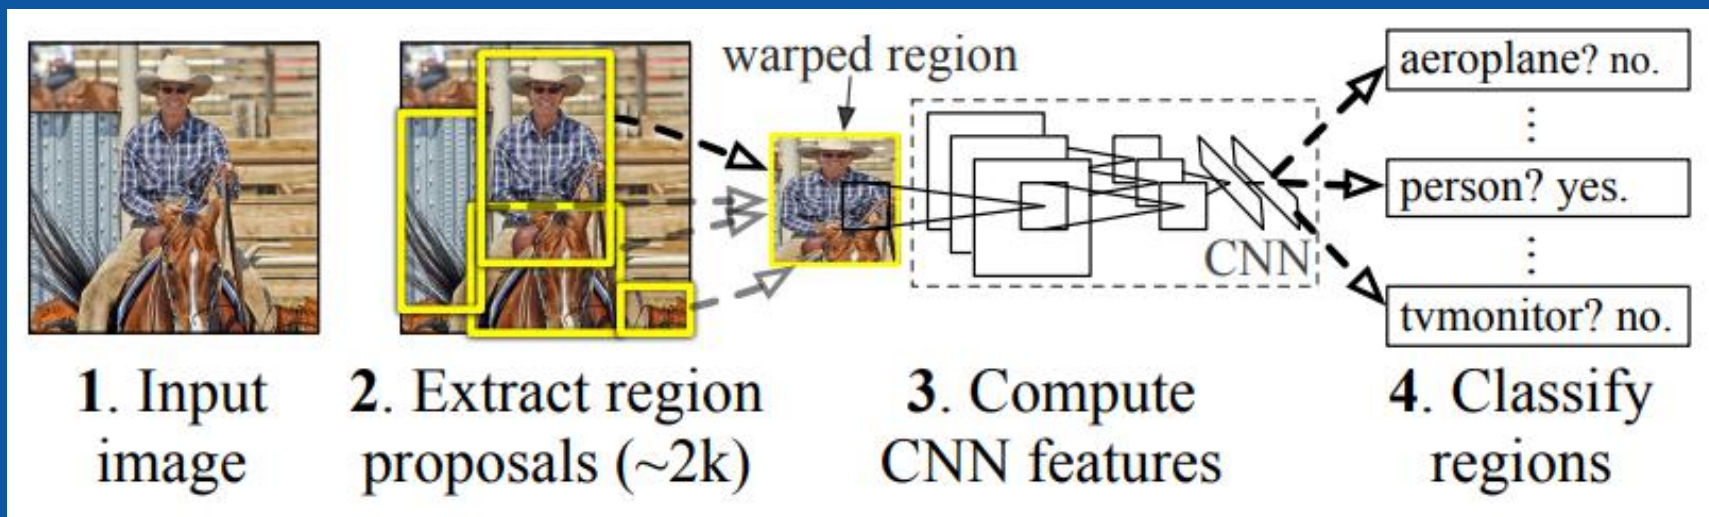 warped region
aeroplane? no.
person? yes.
CNN
tvmonitor? no.
1. Input
image
2. Extract region
proposals (~2k)
3. Compute
CNN features
4. Classify
regions